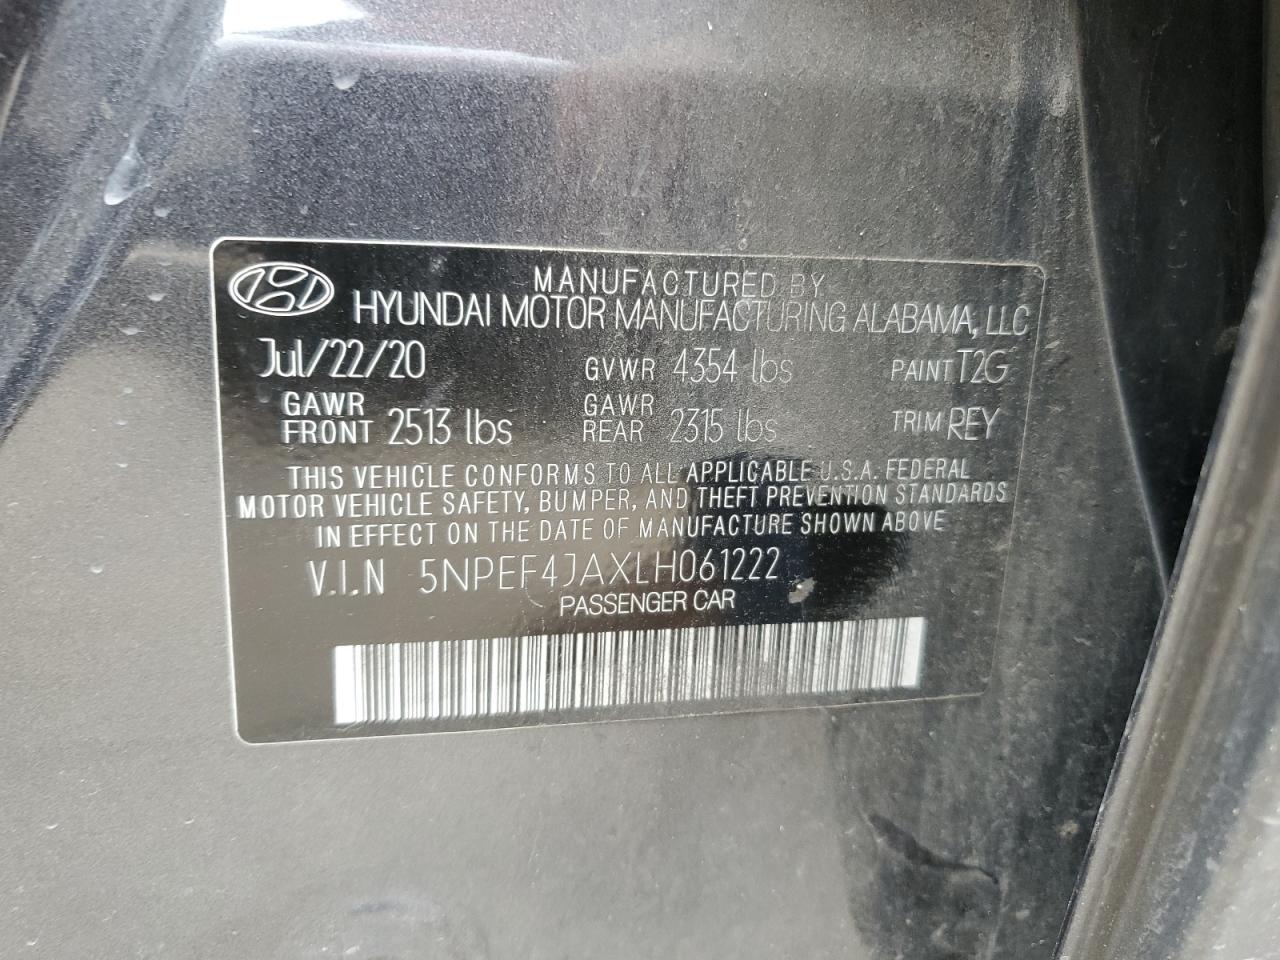 MANUFACTURED BY
HYUNDAI MOTOR MANUFACTURING ALABAMA, LLC
Jul/22/20 GVWR 4354 lbs PAINT T2G
GAWR FRONT 2513 lbs GAWR REAR 2315 lbs TRIM REY
THIS VEHICLE CONFORMS TO ALL APPLICABLE U.S.A. FEDERAL
MOTOR VEHICLE SAFETY, BUMPER, AND THEFT PREVENTION STANDARDS
IN EFFECT ON THE DATE OF MANUFACTURE SHOWN ABOVE
V.I.N 5NPEF4JAXLH061222
PASSENGER CAR